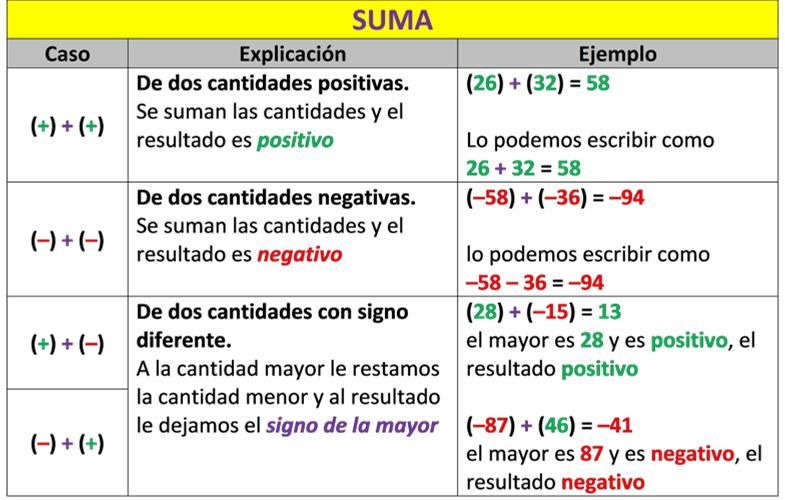 SUMA
Caso
Explicación
Ejemplo
(+) + (+)
De dos cantidades positivas.
Se suman las cantidades y el
resultado es positivo
(26) + (32) = 58
Lo podemos escribir como
26 + 32 = 58
(–) + (–)
De dos cantidades negativas.
Se suman las cantidades y el
resultado es negativo
(–58) + (–36) = –94
lo podemos escribir como
–58 – 36 = –94
(+) + (–)
(–) + (+)
De dos cantidades con signo
diferente.
A la cantidad mayor le restamos
la cantidad menor y al resultado
le dejamos el signo de la mayor
(28) + (–15) = 13
el mayor es 28 y es positivo, el
resultado positivo
(–87) + (46) = –41
el mayor es 87 y es negativo, el
resultado negativo